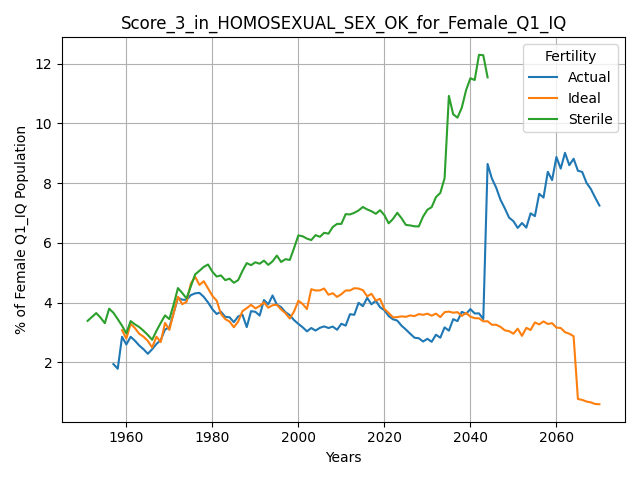 Score_3_in_HOMOSEXUAL_SEX_OK_for_Female_Q1_IQ
% of Female Q1_IQ Population
12
10
8
6
4
2
Fertility
Actual
Ideal
Sterile
1960 1980 2000 2020 2040 2060
Years